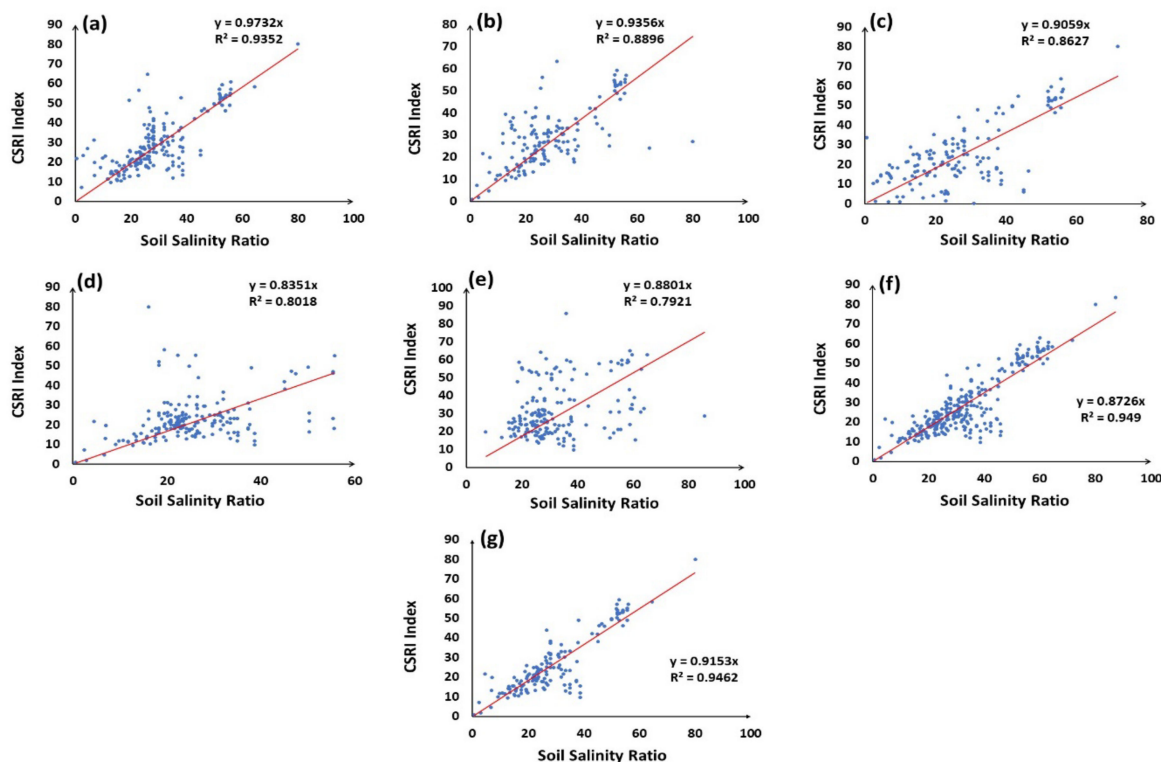 (a)
y = 0.9732x
R² = 0.9352
CSRI Index
90
80
70
60
50
40
30
20
10
0
0 20 40 60 80 100
Soil Salinity Ratio
(b)
y = 0.9356x
R² = 0.8896
CSRI Index
80
70
60
50
40
30
20
10
0
0 20 40 60 80 100
Soil Salinity Ratio
(c)
y = 0.9059x
R² = 0.8627
CSRI Index
90
80
70
60
50
40
30
20
10
0
0 20 40 60 80
Soil Salinity Ratio
(d)
y = 0.8351x
R² = 0.8018
CSRI Index
90
80
70
60
50
40
30
20
10
0
0 20 40 60
Soil Salinity Ratio
(e)
y = 0.8801x
R² = 0.7921
CSRI Index
100
90
80
70
60
50
40
30
20
10
0
0 20 40 60 80 100
Soil Salinity Ratio
(f)
y = 0.8726x
R² = 0.949
CSRI Index
90
80
70
60
50
40
30
20
10
0
0 20 40 60 80 100
Soil Salinity Ratio
(g)
y = 0.9153x
R² = 0.9462
CSRI Index
90
80
70
60
50
40
30
20
10
0
0 20 40 60 80 100
Soil Salinity Ratio